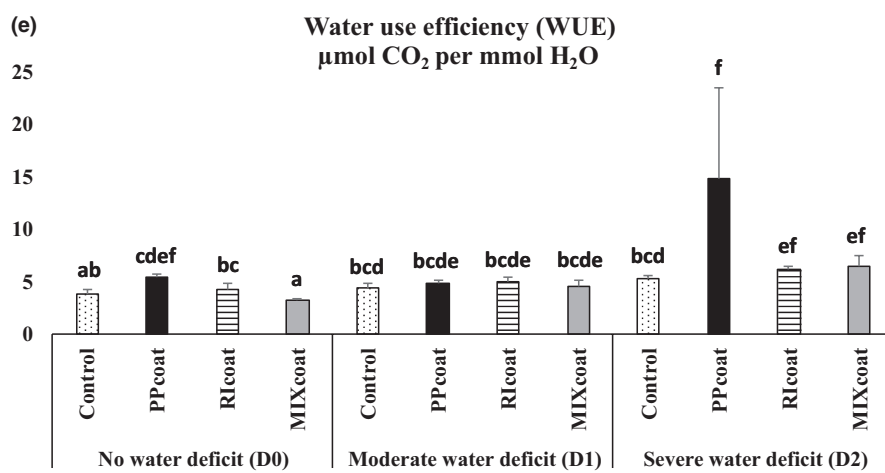 (e)
Water use efficiency (WUE)
µmol CO₂ per mmol H₂O
25
20
15
10
5
0
ab
cdef
bc
a
bcd
bcde
bcde
bcde
bcd
f
ef
ef
Control
PPcoat
RIcoat
MIXcoat
Control
PPcoat
RIcoat
MIXcoat
Control
PPcoat
RIcoat
MIXcoat
No water deficit (D0)
Moderate water deficit (D1)
Severe water deficit (D2)